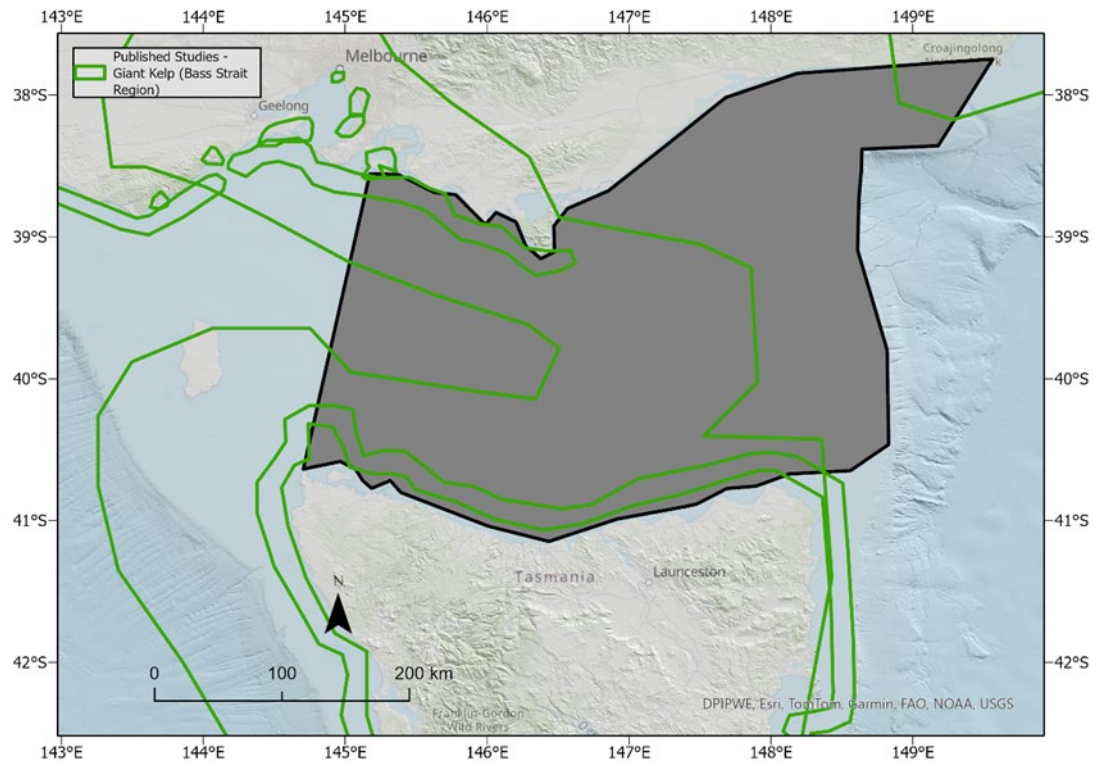 143°E 144°E 145°E 146°E 147°E 148°E 149°E
Published Studies -
Giant Kelp (Bass Strait
Region)
Melbourne
Croajingolong
Geelong
38°S 38°S
39°S 39°S
40°S 40°S
41°S 41°S
Tasmania
Launceston
N
42°S 42°S
0 100 200 km
DPIPWE, Esri, TomTom, Garmin, FAO, NOAA, USGS
Franklin-Gordon
Wild Rivers
143°E 144°E 145°E 146°E 147°E 148°E 149°E